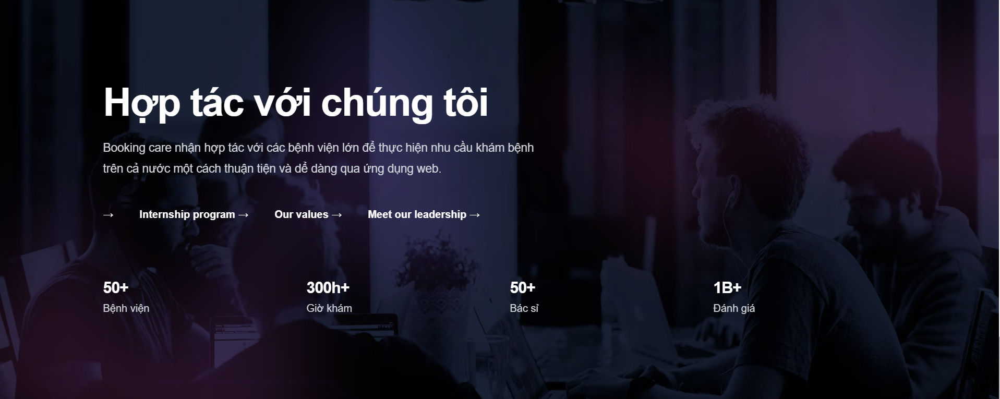 Hợp tác với chúng tôi
Booking care nhận hợp tác với các bệnh viện lớn để thực hiện nhu cầu khám bệnh
trên cả nước một cách thuận tiện và dể dàng qua ứng dụng web.
→ Internship program → Our values → Meet our leadership →
50+ 300h+ 50+ 1B+
Bệnh viện Giờ khám Bác sỉ Đánh giá